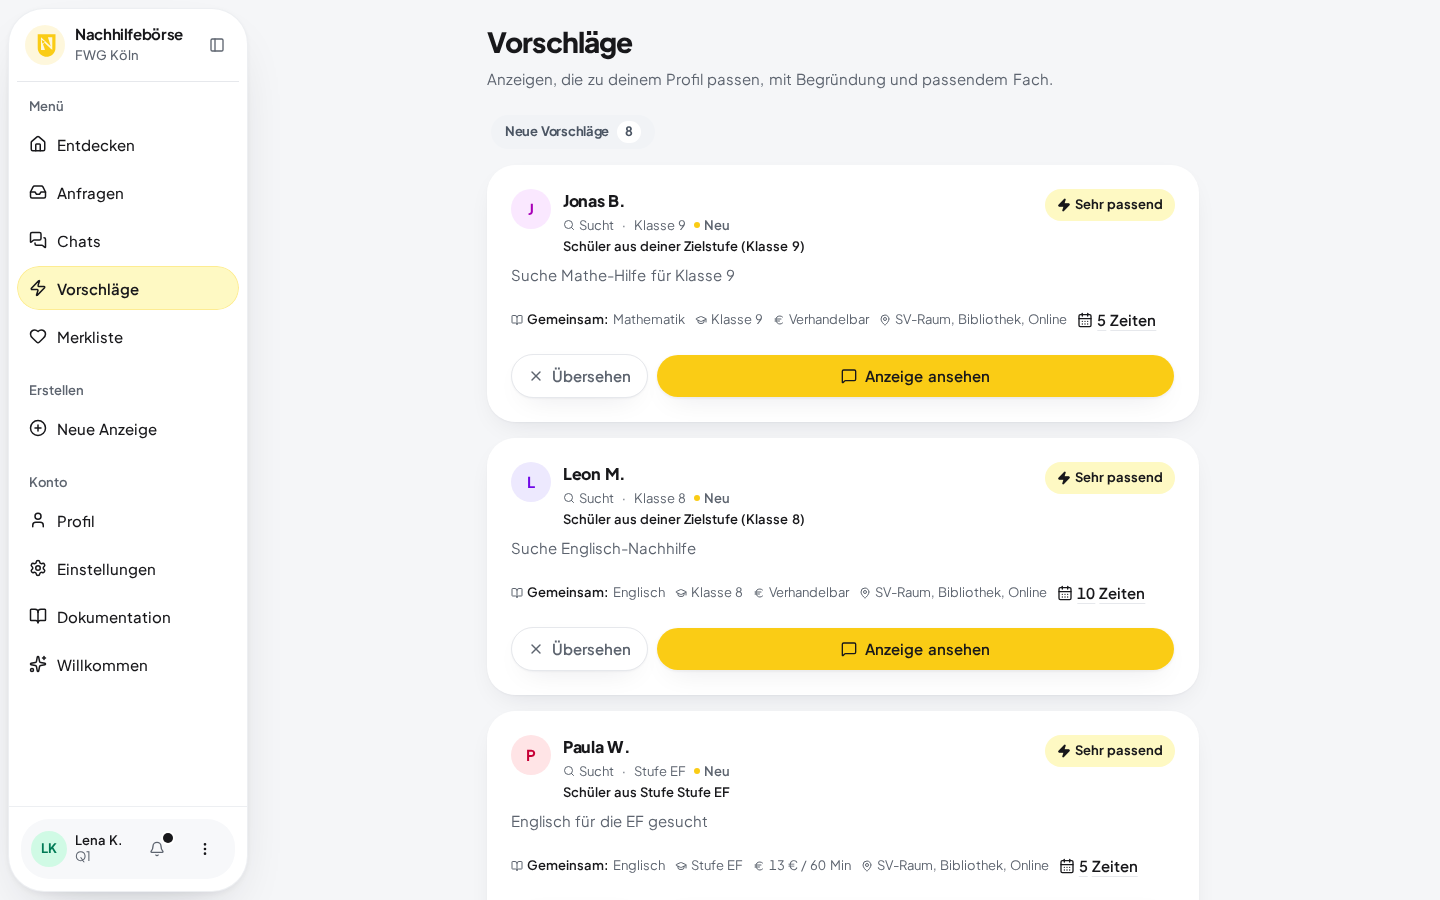 Nachhilfebörse
FWG Köln
Menü
Entdecken
Anfragen
Chats
Vorschläge
Merkliste
Erstellen
Neue Anzeige
Konto
Profil
Einstellungen
Dokumentation
Willkommen
LK
Lena K.
Q1
Vorschläge
Anzeigen, die zu deinem Profil passen, mit Begründung und passendem Fach.
Neue Vorschläge 8
J
Jonas B.
Sehr passend
Sucht · Klasse 9 Neu
Schüler aus deiner Zielstufe (Klasse 9)
Suche Mathe-Hilfe für Klasse 9
Gemeinsam: Mathematik Klasse 9 € Verhandelbar SV-Raum, Bibliothek, Online 5 Zeiten
Übersehen
Anzeige ansehen
L
Leon M.
Sehr passend
Sucht · Klasse 8 Neu
Schüler aus deiner Zielstufe (Klasse 8)
Suche Englisch-Nachhilfe
Gemeinsam: Englisch Klasse 8 € Verhandelbar SV-Raum, Bibliothek, Online 10 Zeiten
Übersehen
Anzeige ansehen
P
Paula W.
Sehr passend
Sucht · Stufe EF Neu
Schüler aus Stufe Stufe EF
Englisch für die EF gesucht
Gemeinsam: Englisch Stufe EF € 13 € / 60 Min SV-Raum, Bibliothek, Online 5 Zeiten